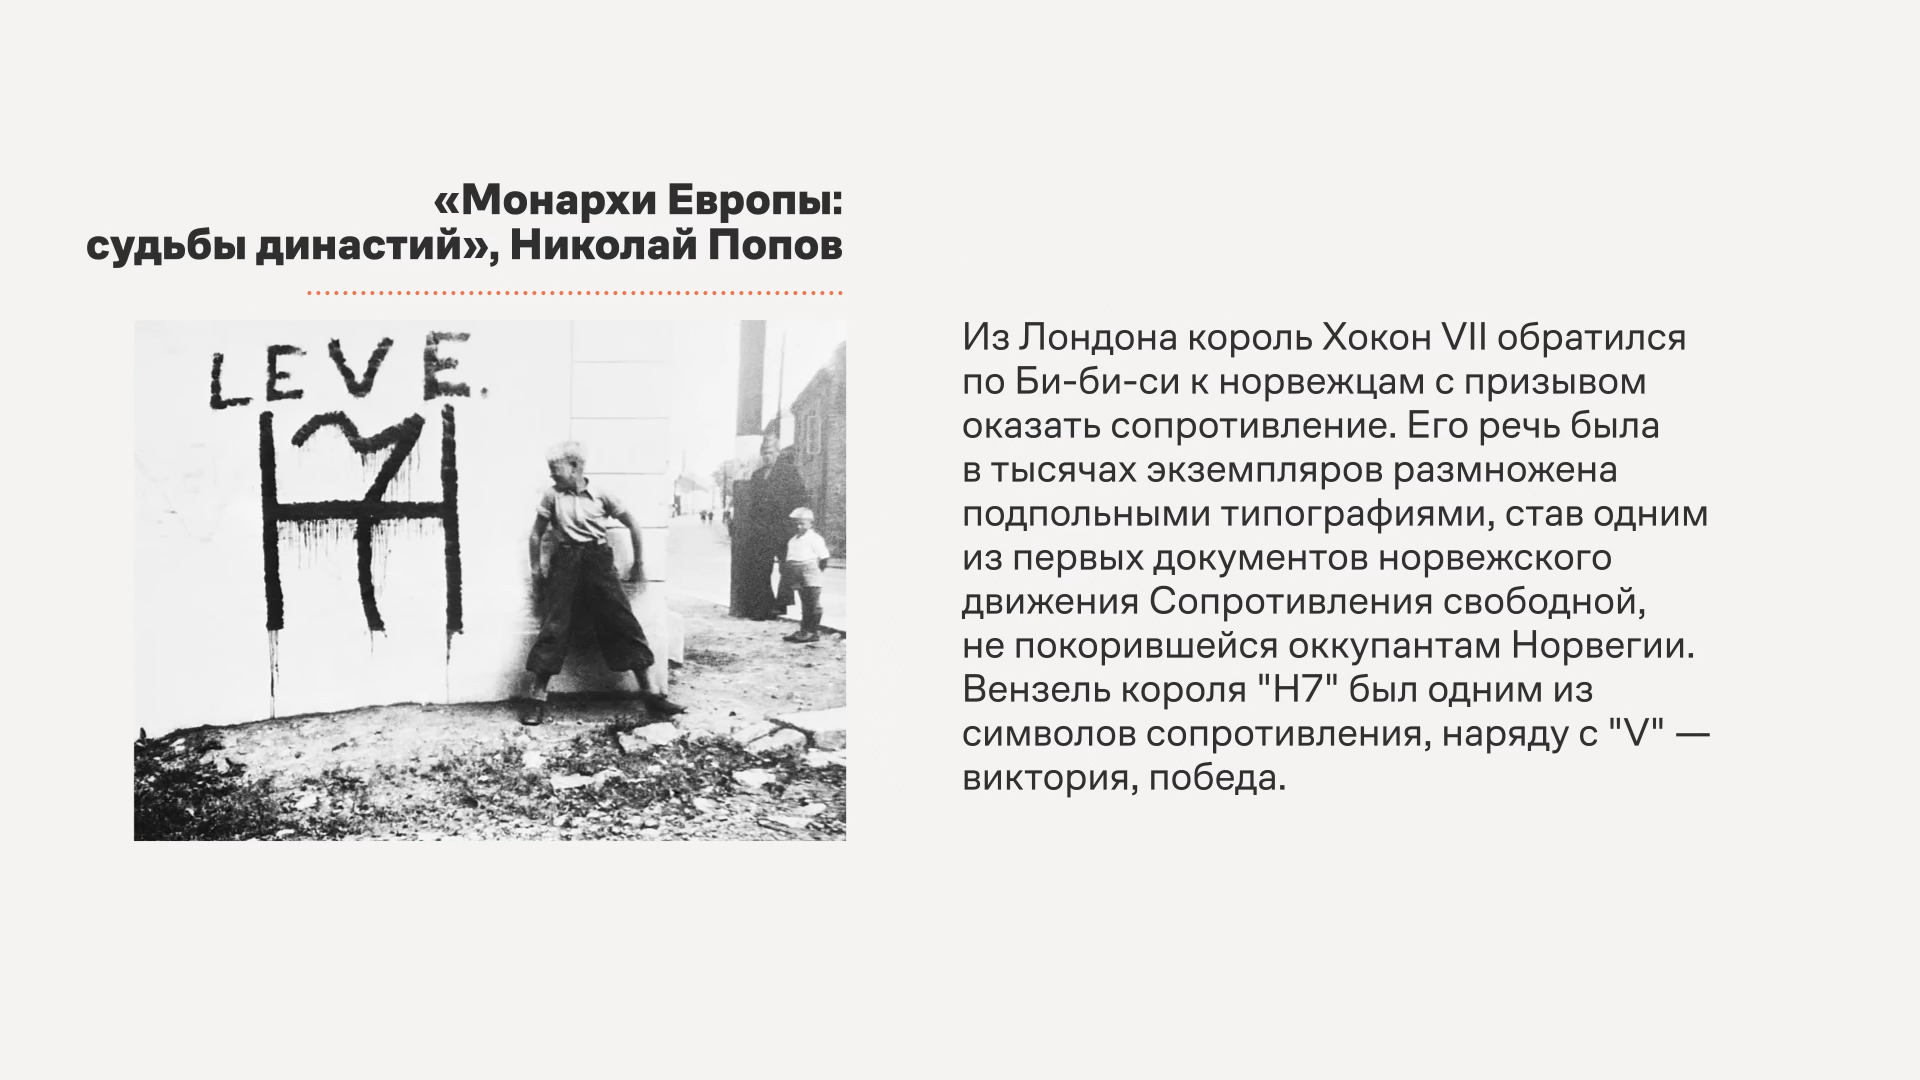 «Монархи Европы:
судьбы династий», Николай Попов
LEVE.
H7
Из Лондона король Хокон VII обратился
по Би-би-си к норвежцам с призывом
оказать сопротивление. Его речь была
в тысячах экземпляров размножена
подпольными типографиями, став одним
из первых документов норвежского
движения Сопротивления свободной,
не покорившейся оккупантам Норвегии.
Вензель короля "H7" был одним из
символов сопротивления, наряду с "V" —
виктория, победа.